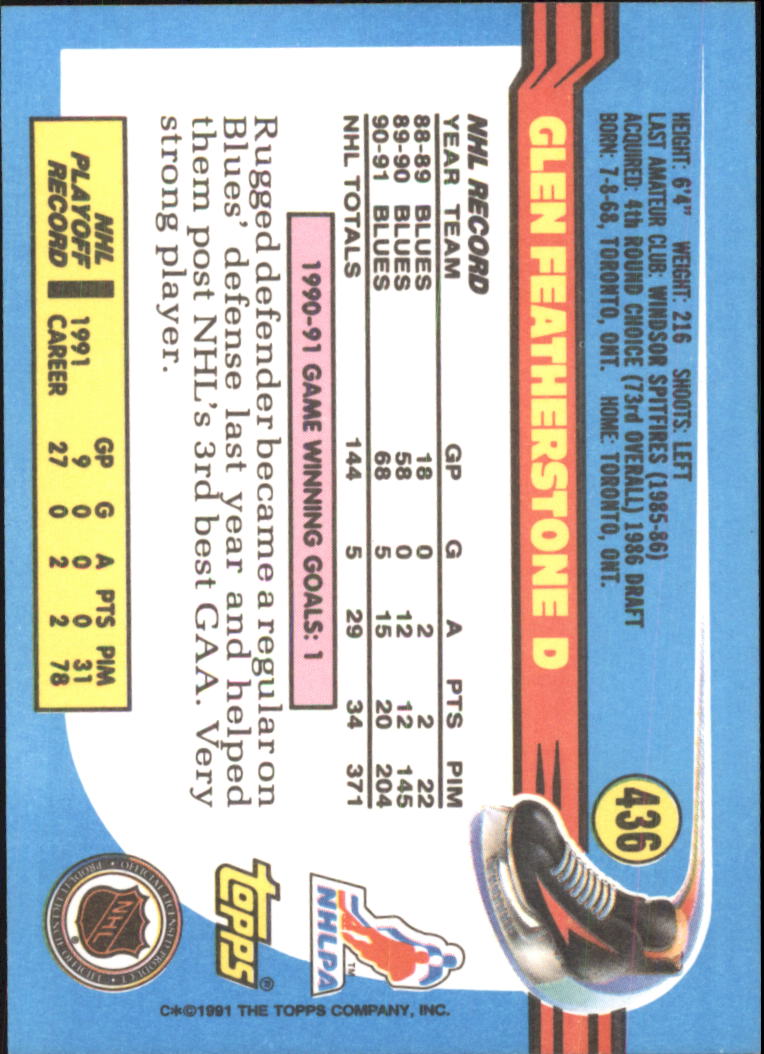 436
HEIGHT: 6'4" WEIGHT: 216 SHOOTS: LEFT
LAST AMATEUR CLUB: WINDSOR SPITFIRES (1985-86)
ACQUIRED: 4th ROUND CHOICE (73rd OVERALL) 1986 DRAFT
BORN: 7-8-68, TORONTO, ONT. HOME: TORONTO, ONT.
GLEN FEATHERSTONE D
NHL RECORD
YEAR TEAM GP G A PTS PIM
88-89 BLUES 18 0 2 2 22
89-90 BLUES 58 0 12 12 145
90-91 BLUES 68 5 15 20 204
NHL TOTALS 144 5 29 34 371
1990-91 GAME WINNING GOALS: 1
Rugged defender became a regular on
Blues' defense last year and helped
them post NHL's 3rd best GAA. Very
strong player.
NHL PLAYOFF RECORD
GP G A PTS PIM
1991 9 0 0 0 31
CAREER 27 0 2 2 78
NHLPA™
TOPPS®
OFFICIAL LICENSED PRODUCT
NHL®
C*©1991 THE TOPPS COMPANY, INC.